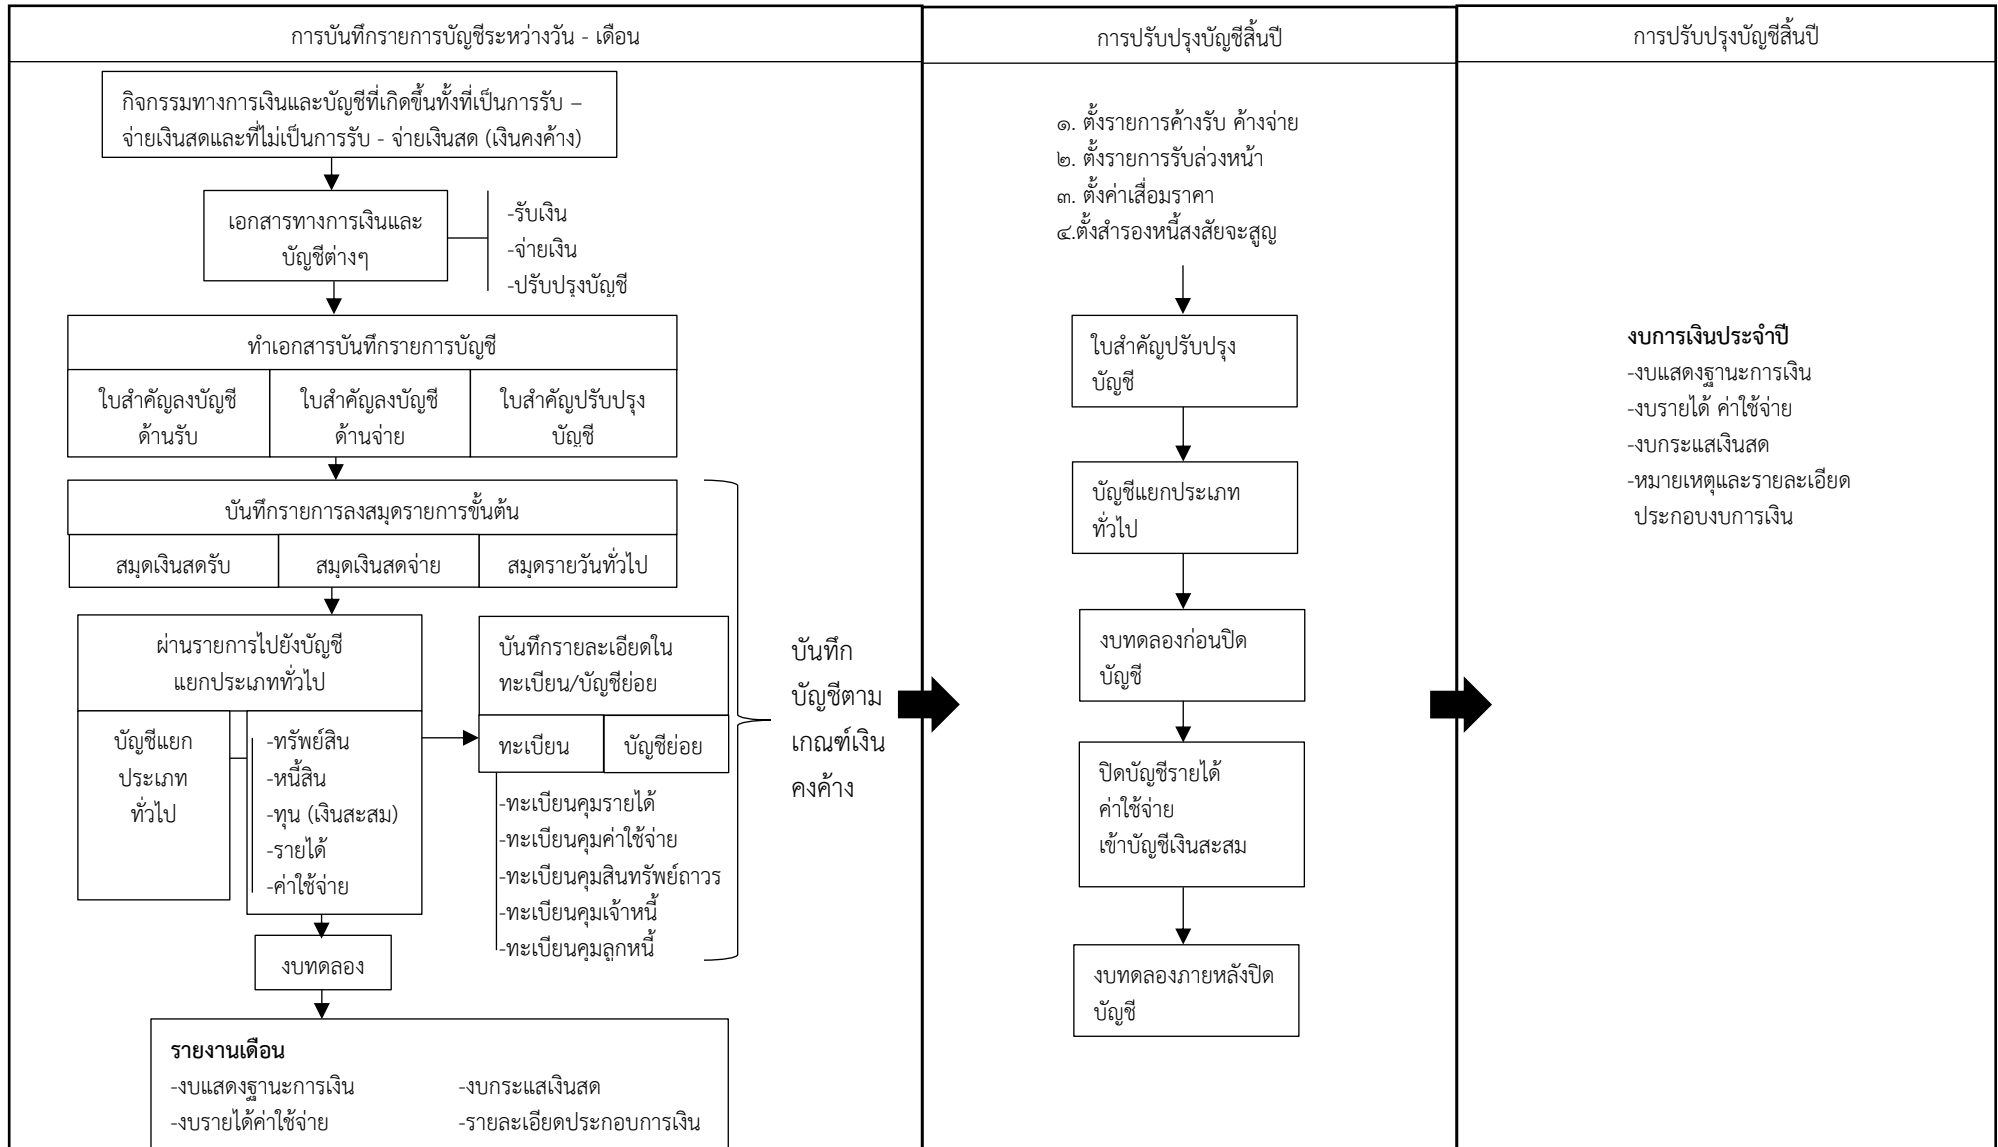 การบันทึกรายการบัญชีระหว่างวัน - เดือน
กิจกรรมทางการเงินและบัญชีที่เกิดขึ้นทั้งที่เป็นการรับ –
จ่ายเงินสดและที่ไม่เป็นการรับ - จ่ายเงินสด (เงินคงค้าง)
เอกสารทางการเงินและ
บัญชีต่างๆ
-รับเงิน
-จ่ายเงิน
-ปรับปรุงบัญชี
ทำเอกสารบันทึกรายการบัญชี
ใบสำคัญลงบัญชี
ด้านรับ
ใบสำคัญลงบัญชี
ด้านจ่าย
ใบสำคัญปรับปรุง
บัญชี
บันทึกรายการลงสมุดรายการขั้นต้น
สมุดเงินสดรับ
สมุดเงินสดจ่าย
สมุดรายวันทั่วไป
ผ่านรายการไปยังบัญชี
แยกประเภททั่วไป
บัญชีแยก
ประเภท
ทั่วไป
-ทรัพย์สิน
-หนี้สิน
-ทุน (เงินสะสม)
-รายได้
-ค่าใช้จ่าย
บันทึกรายละเอียดใน
ทะเบียน/บัญชีย่อย
ทะเบียน
บัญชีย่อย
-ทะเบียนคุมรายได้
-ทะเบียนคุมค่าใช้จ่าย
-ทะเบียนคุมสินทรัพย์ถาวร
-ทะเบียนคุมเจ้าหนี้
-ทะเบียนคุมลูกหนี้
บันทึก
บัญชีตาม
เกณฑ์เงิน
คงค้าง
งบทดลอง
รายงานเดือน
-งบแสดงฐานะการเงิน
-งบรายได้ค่าใช้จ่าย
-งบกระแสเงินสด
-รายละเอียดประกอบการเงิน
การปรับปรุงบัญชีสิ้นปี
๑. ตั้งรายการค้างรับ ค้างจ่าย
๒. ตั้งรายการรับล่วงหน้า
๓. ตั้งค่าเสื่อมราคา
๔.ตั้งสำรองหนี้สงสัยจะสูญ
ใบสำคัญปรับปรุง
บัญชี
บัญชีแยกประเภท
ทั่วไป
งบทดลองก่อนปิด
บัญชี
ปิดบัญชีรายได้
ค่าใช้จ่าย
เข้าบัญชีเงินสะสม
งบทดลองภายหลังปิด
บัญชี
การปรับปรุงบัญชีสิ้นปี
งบการเงินประจำปี
-งบแสดงฐานะการเงิน
-งบรายได้ ค่าใช้จ่าย
-งบกระแสเงินสด
-หมายเหตุและรายละเอียด
ประกอบงบการเงิน